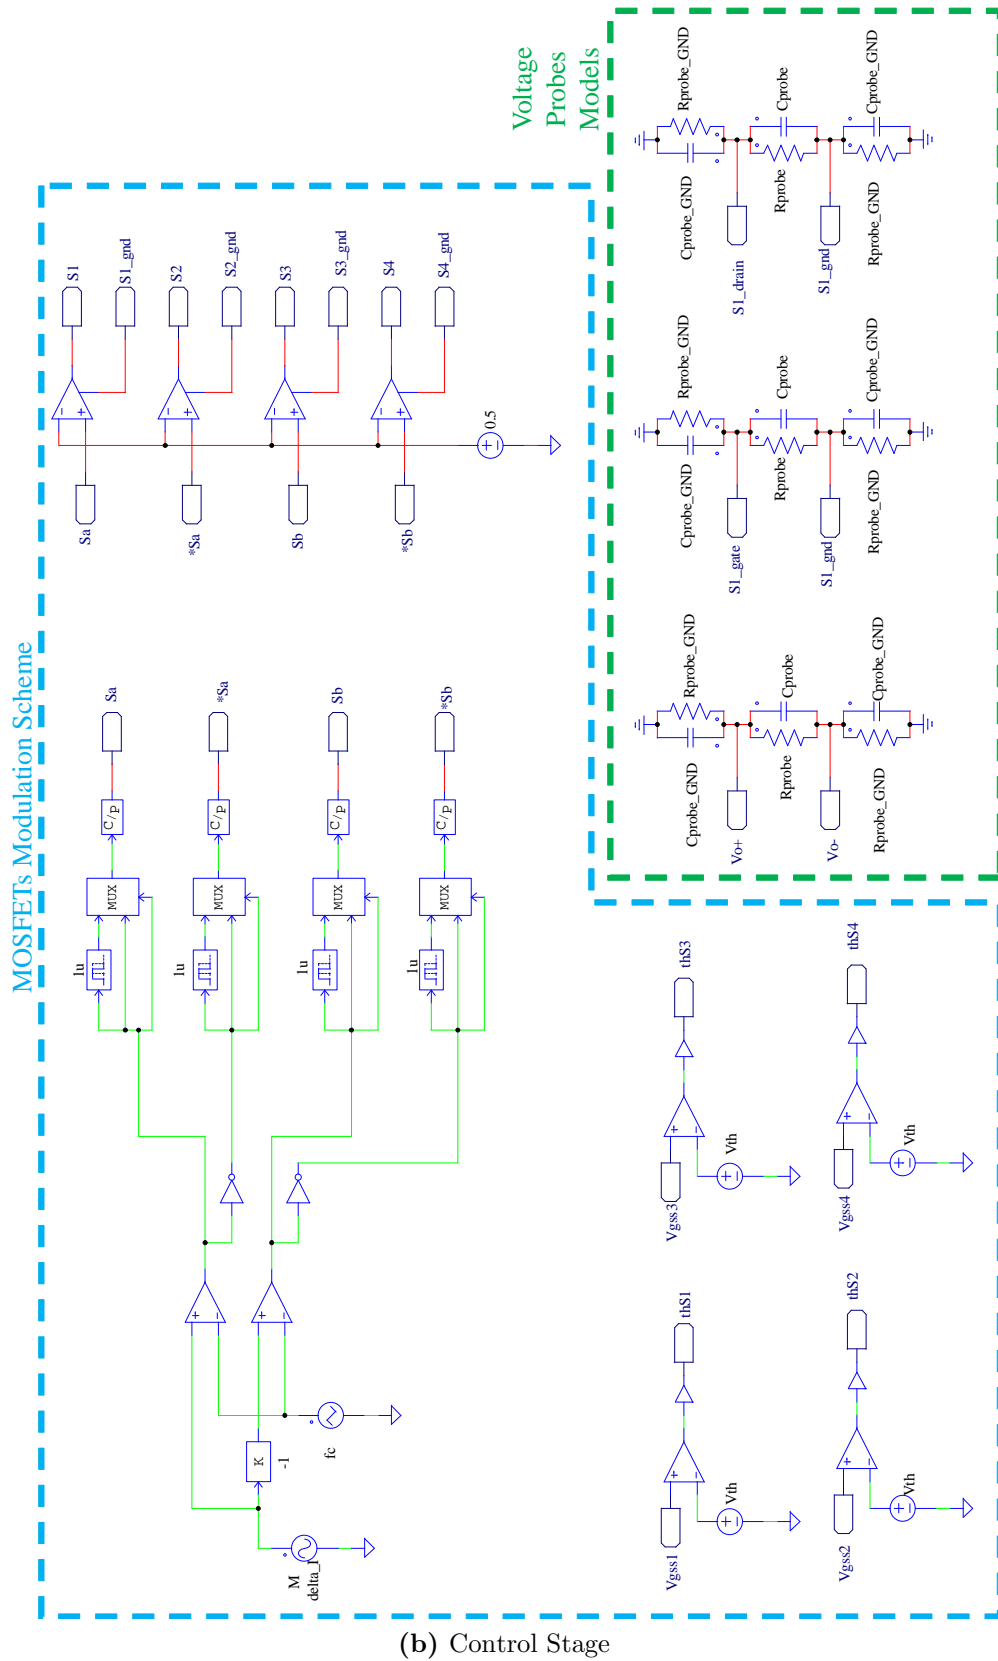 MOSFETs Modulation Scheme
M
delta_I
K
-1
fc
1u
MUX
C/p
Sa
1u
MUX
C/p
*Sa
1u
MUX
C/p
Sb
1u
MUX
C/p
*Sb
Sa
S1
S1_gnd
*Sa
S2
S2_gnd
Sb
S3
S3_gnd
*Sb
S4
S4_gnd
0.5
Vgss1
Vth
thS1
Vgss3
Vth
thS3
Vgss2
Vth
thS2
Vgss4
Vth
thS4
Voltage
Probes
Models
Cprobe_GND
Rprobe_GND
Vo+
Rprobe
Cprobe
Vo-
Rprobe_GND
Cprobe_GND
Cprobe_GND
Rprobe_GND
S1_gate
Rprobe
Cprobe
S1_gnd
Rprobe_GND
Cprobe_GND
Cprobe_GND
Rprobe_GND
S1_drain
Rprobe
Cprobe
S1_gnd
Rprobe_GND
Cprobe_GND
(b) Control Stage